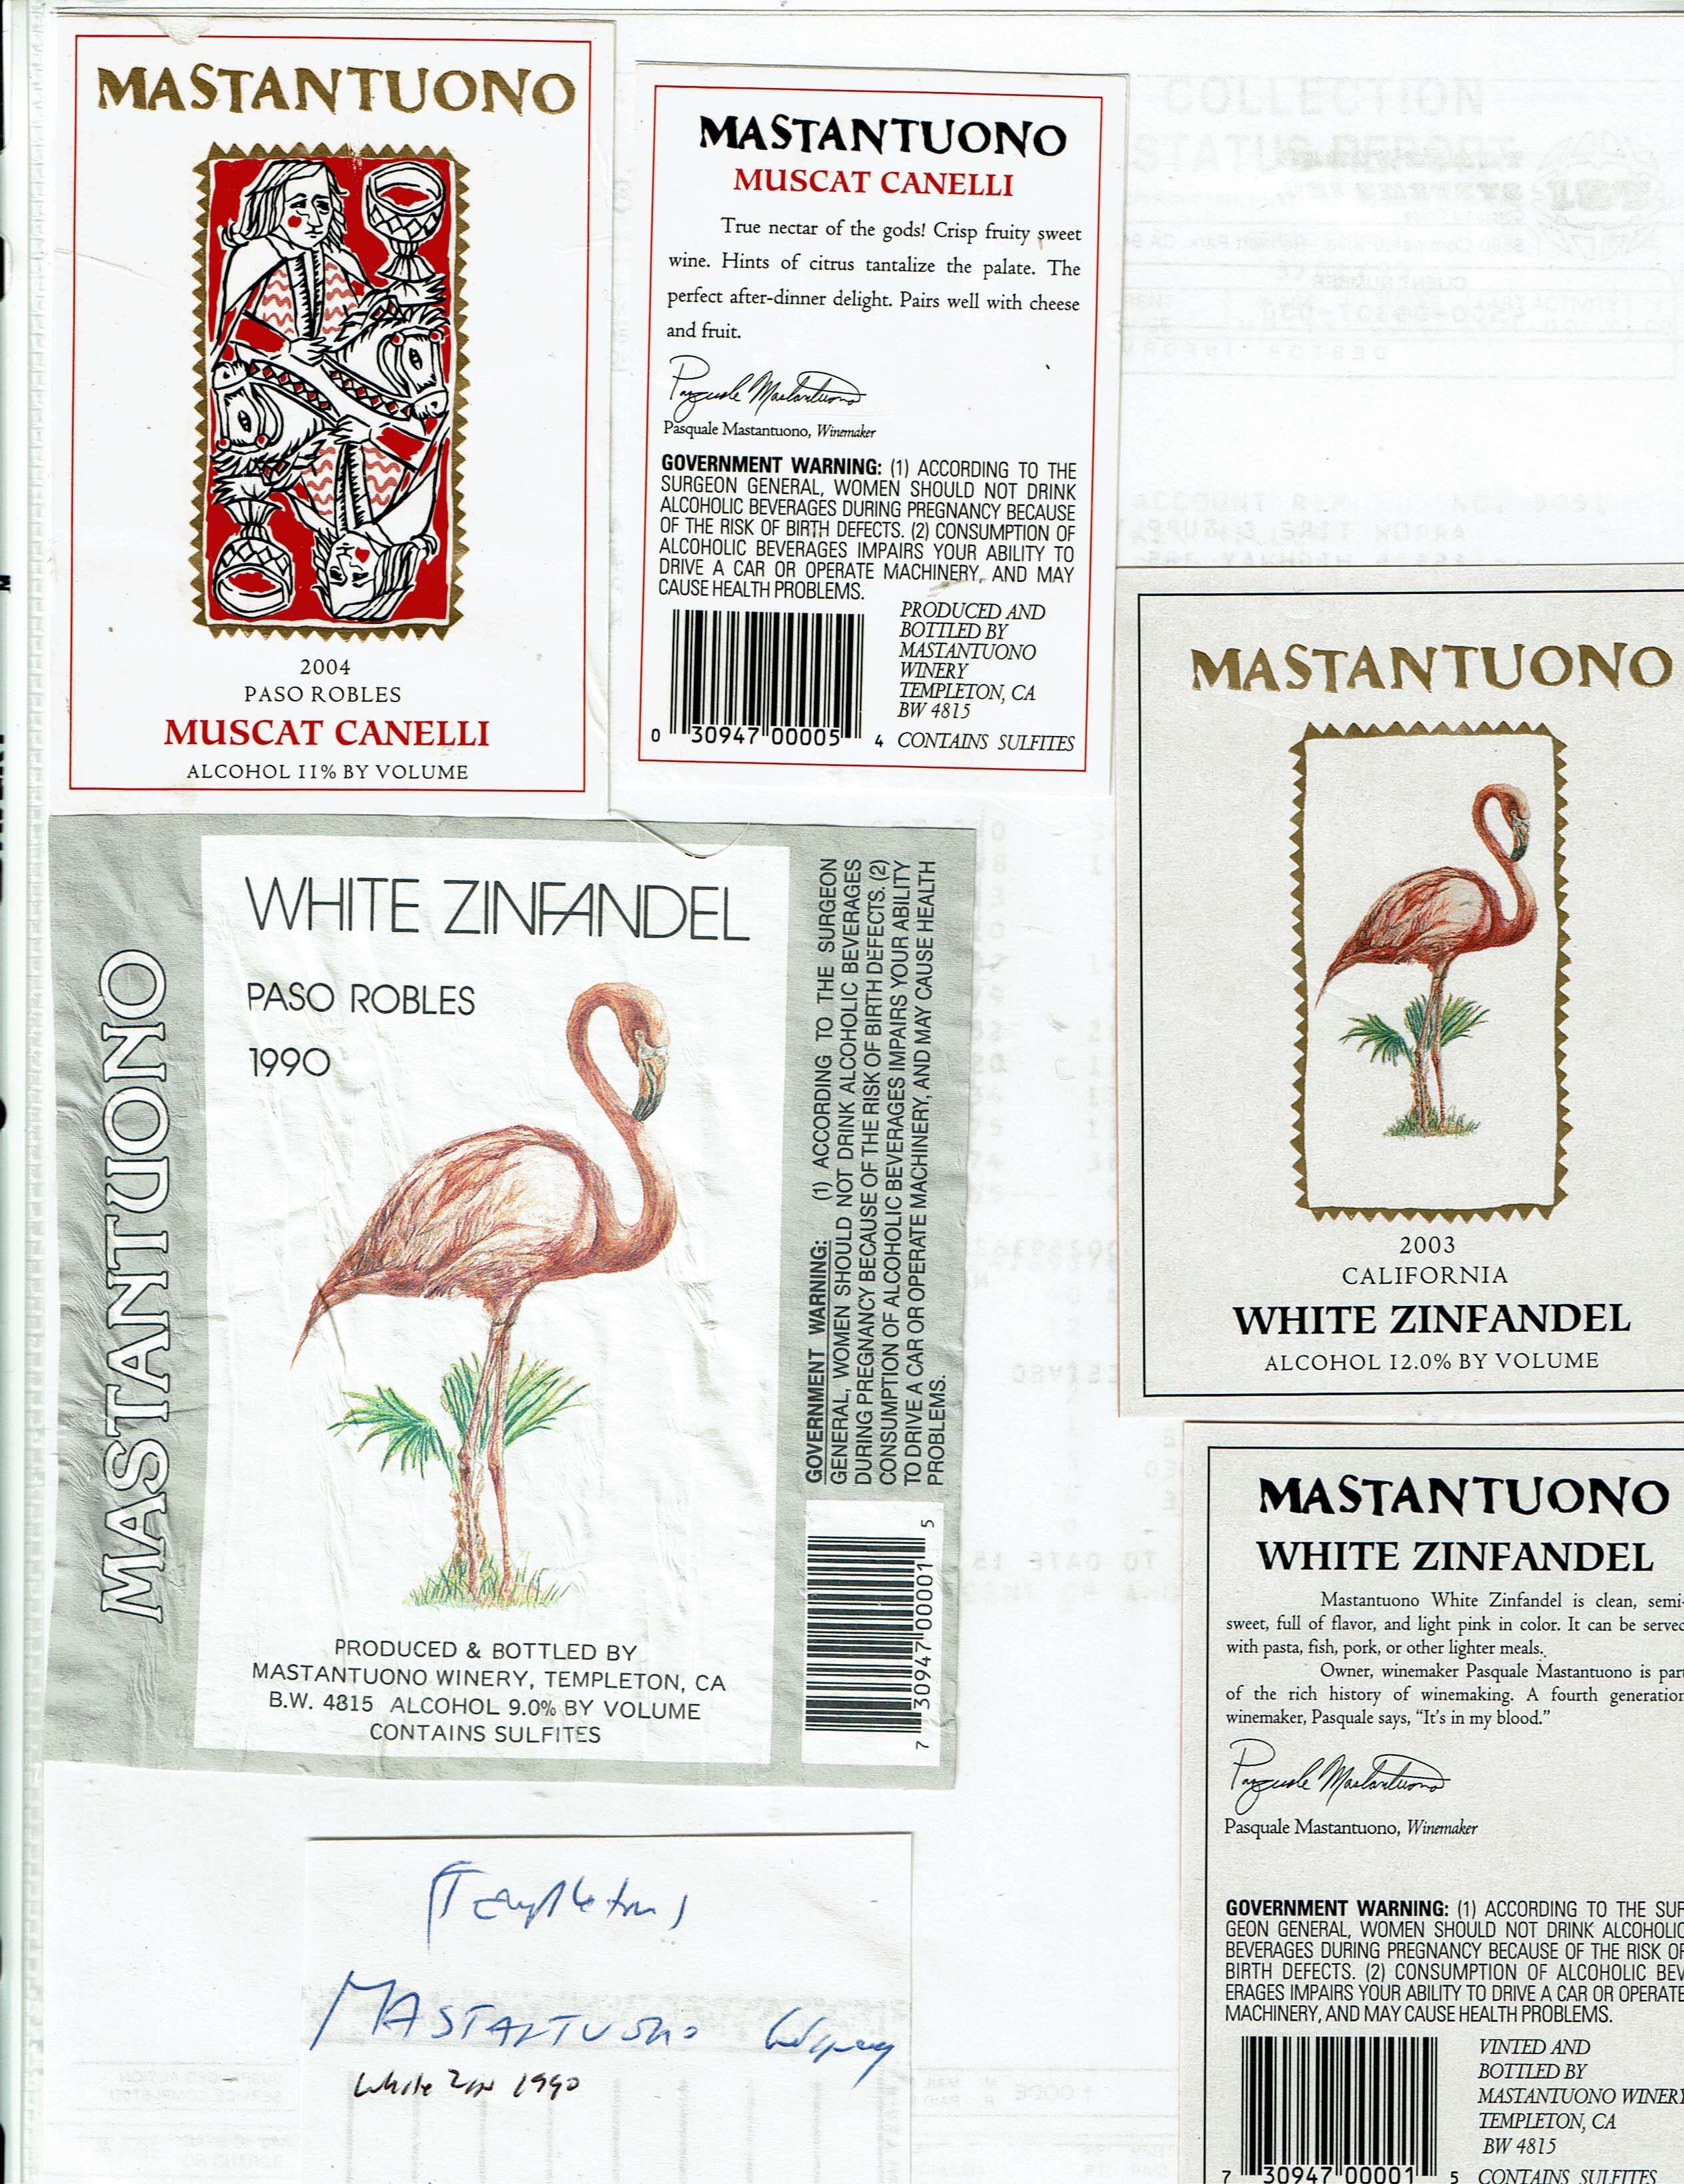 MASTANTUONO
2004
PASO ROBLES
MUSCAT CANELLI
ALCOHOL 11% BY VOLUME
MASTANTUONO
MUSCAT CANELLI
True nectar of the gods! Crisp fruity sweet
wine. Hints of citrus tantalize the palate. The
perfect after-dinner delight. Pairs well with cheese
and fruit.
Pasquale Mastantuono
Pasquale Mastantuono, Winemaker
GOVERNMENT WARNING: (1) ACCORDING TO THE
SURGEON GENERAL, WOMEN SHOULD NOT DRINK
ALCOHOLIC BEVERAGES DURING PREGNANCY BECAUSE
OF THE RISK OF BIRTH DEFECTS. (2) CONSUMPTION OF
ALCOHOLIC BEVERAGES IMPAIRS YOUR ABILITY TO
DRIVE A CAR OR OPERATE MACHINERY, AND MAY
CAUSE HEALTH PROBLEMS.
PRODUCED AND
BOTTLED BY
MASTANTUONO
WINERY
TEMPLETON, CA
BW 4815
CONTAINS SULFITES
0 30947 00005 4
COLLECTION
STATUS REPORT
MASTANTUONO
WHITE ZINFANDEL
PASO ROBLES
1990
PRODUCED & BOTTLED BY
MASTANTUONO WINERY, TEMPLETON, CA
B.W. 4815 ALCOHOL 9.0% BY VOLUME
CONTAINS SULFITES
GOVERNMENT WARNING: (1) ACCORDING TO THE SURGEON
GENERAL, WOMEN SHOULD NOT DRINK ALCOHOLIC BEVERAGES
DURING PREGNANCY BECAUSE OF THE RISK OF BIRTH DEFECTS. (2)
CONSUMPTION OF ALCOHOLIC BEVERAGES IMPAIRS YOUR ABILITY
TO DRIVE A CAR OR OPERATE MACHINERY, AND MAY CAUSE HEALTH
PROBLEMS.
7 30947 00001 5
MASTANTUONO
2003
CALIFORNIA
WHITE ZINFANDEL
ALCOHOL 12.0% BY VOLUME
MASTANTUONO
WHITE ZINFANDEL
Mastantuono White Zinfandel is clean, semi-
sweet, full of flavor, and light pink in color. It can be served
with pasta, fish, pork, or other lighter meals.
Owner, winemaker Pasquale Mastantuono is part
of the rich history of winemaking. A fourth generation
winemaker, Pasquale says, “It’s in my blood.”
Pasquale Mastantuono
Pasquale Mastantuono, Winemaker
GOVERNMENT WARNING: (1) ACCORDING TO THE SUR-
GEON GENERAL, WOMEN SHOULD NOT DRINK ALCOHOLIC
BEVERAGES DURING PREGNANCY BECAUSE OF THE RISK OF
BIRTH DEFECTS. (2) CONSUMPTION OF ALCOHOLIC BEV-
ERAGES IMPAIRS YOUR ABILITY TO DRIVE A CAR OR OPERATE
MACHINERY, AND MAY CAUSE HEALTH PROBLEMS.
VINTED AND
BOTTLED BY
MASTANTUONO WINERY
TEMPLETON, CA
BW 4815
CONTAINS SULFITES
7 30947 00001 5
(Templeton)
MASTANTUONO Winery
White Zin 1990